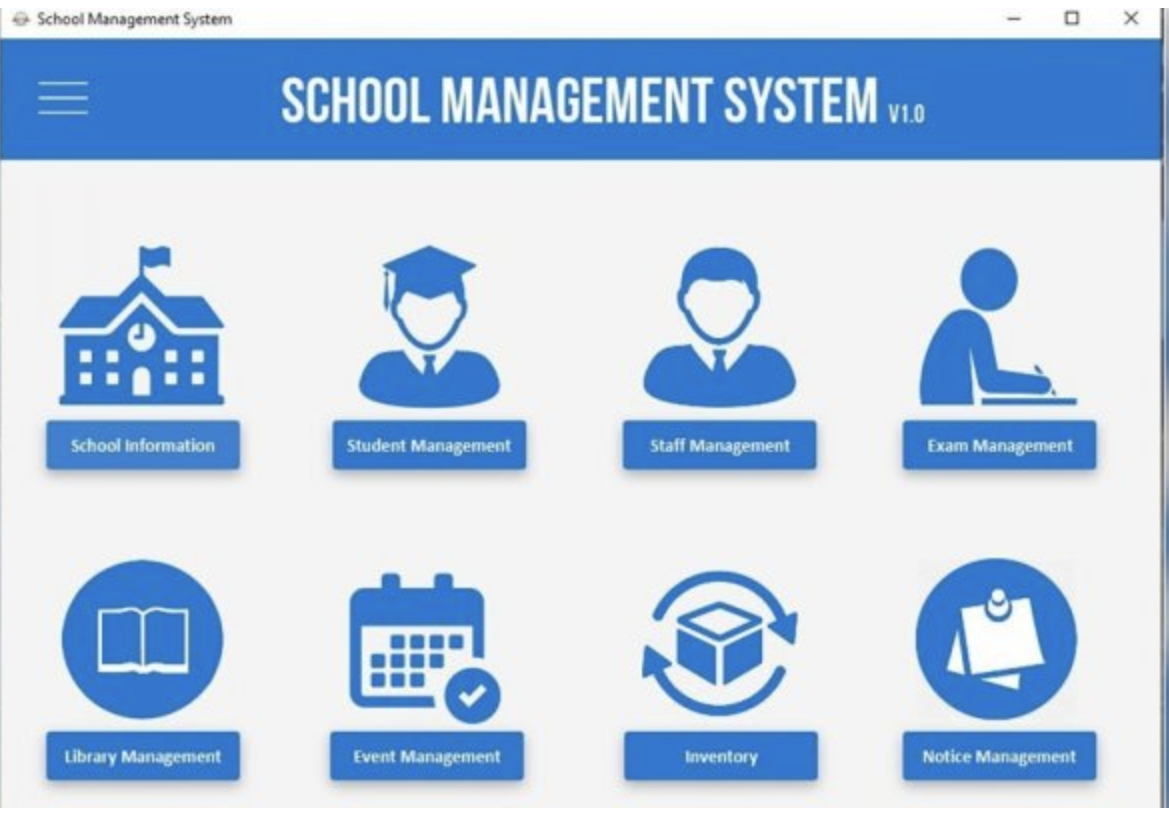 School Management System
SCHOOL MANAGEMENT SYSTEM V1.0
School Information
Student Management
Staff Management
Exam Management
Library Management
Event Management
Inventory
Notice Management